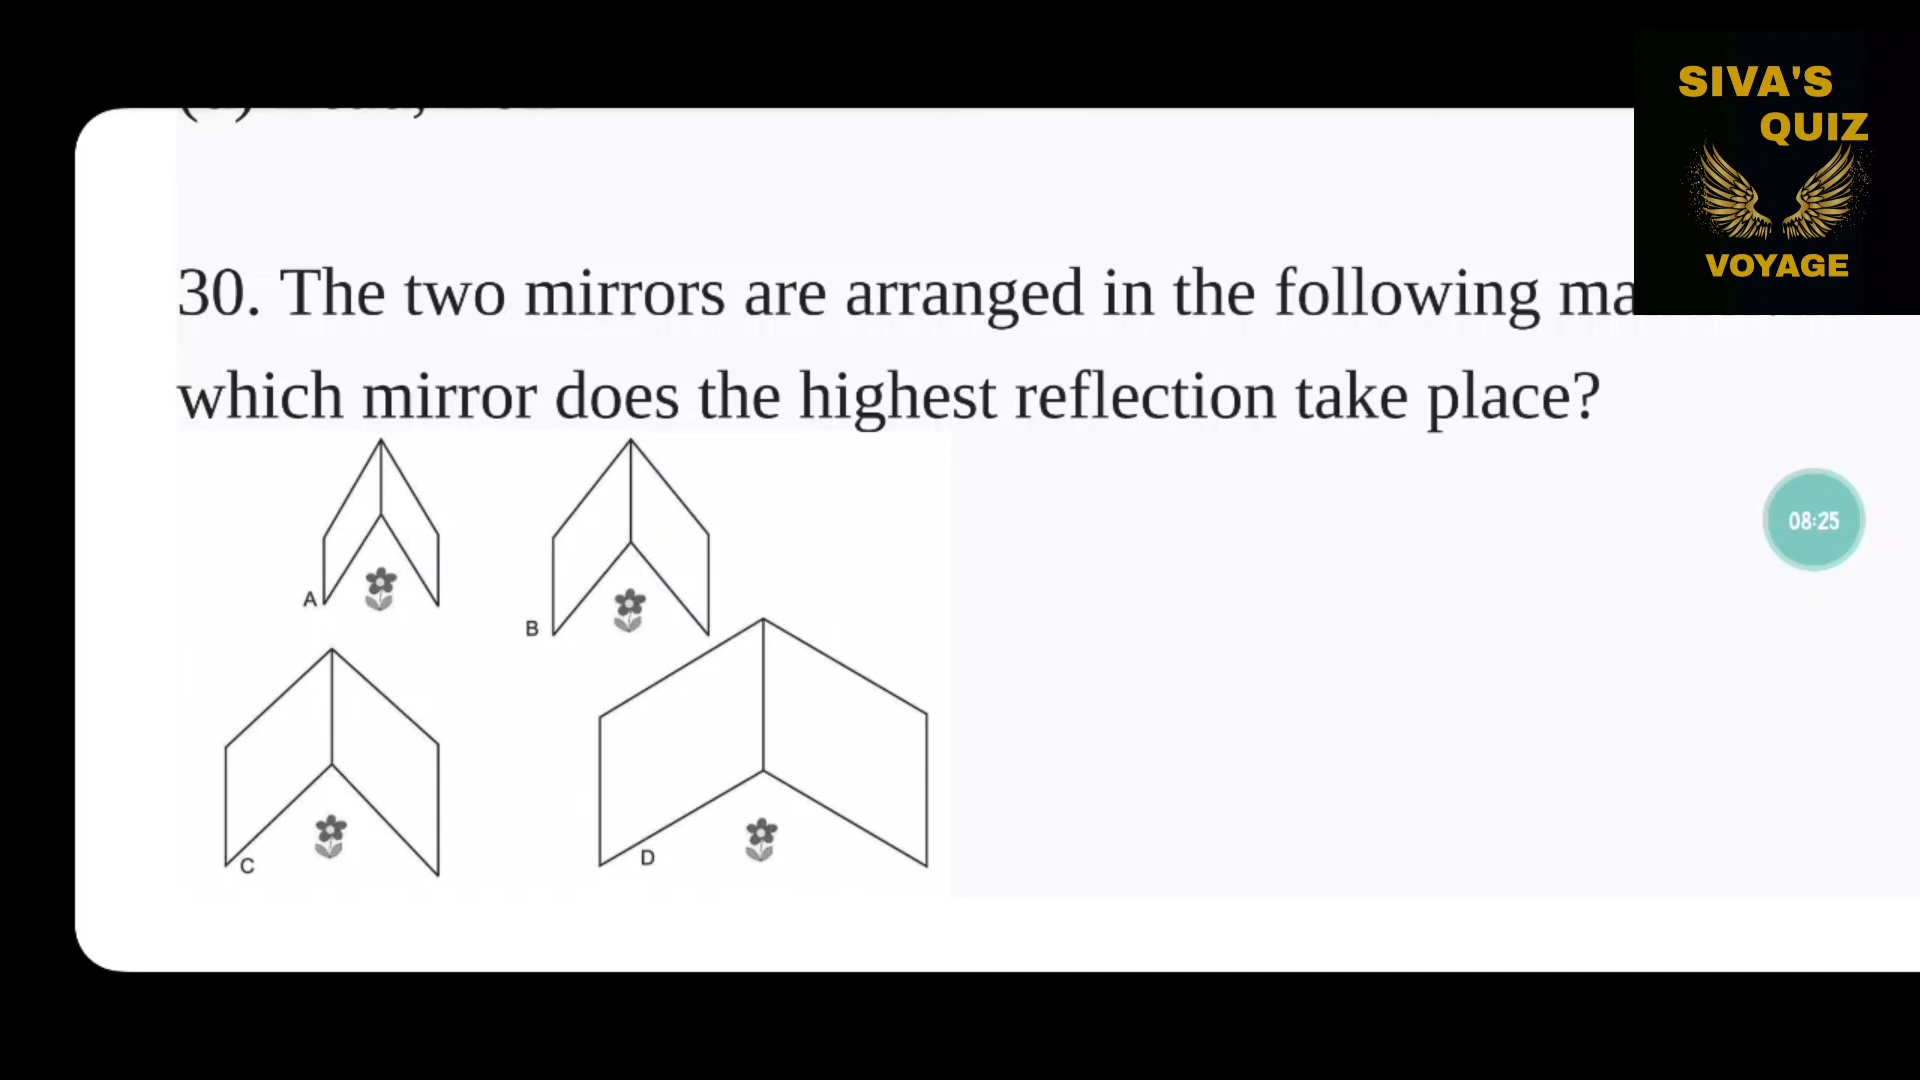 SIVA'S
QUIZ
VOYAGE
30. The two mirrors are arranged in the following
which mirror does the highest reflection take place?
08:25
A
B
C
D